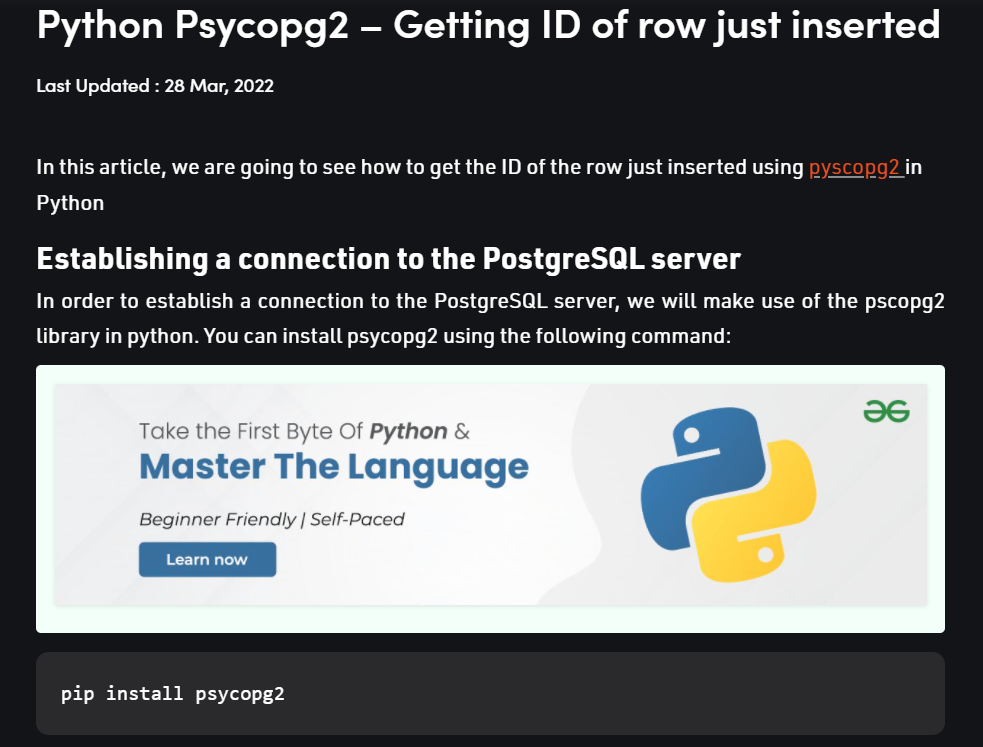 Python Psycopg2 – Getting ID of row just inserted
Last Updated : 28 Mar, 2022
In this article, we are going to see how to get the ID of the row just inserted using pyscopg2 in
Python
Establishing a connection to the PostgreSQL server
In order to establish a connection to the PostgreSQL server, we will make use of the pscopg2
library in python. You can install psycopg2 using the following command:
Take the First Byte Of Python &
Master The Language
Beginner Friendly | Self-Paced
Learn now
pip install psycopg2